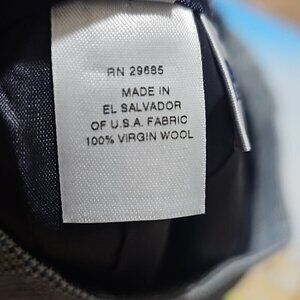 RN 29685
MADE IN
EL SALVADOR
OF U.S.A. FABRIC
100% VIRGIN WOOL